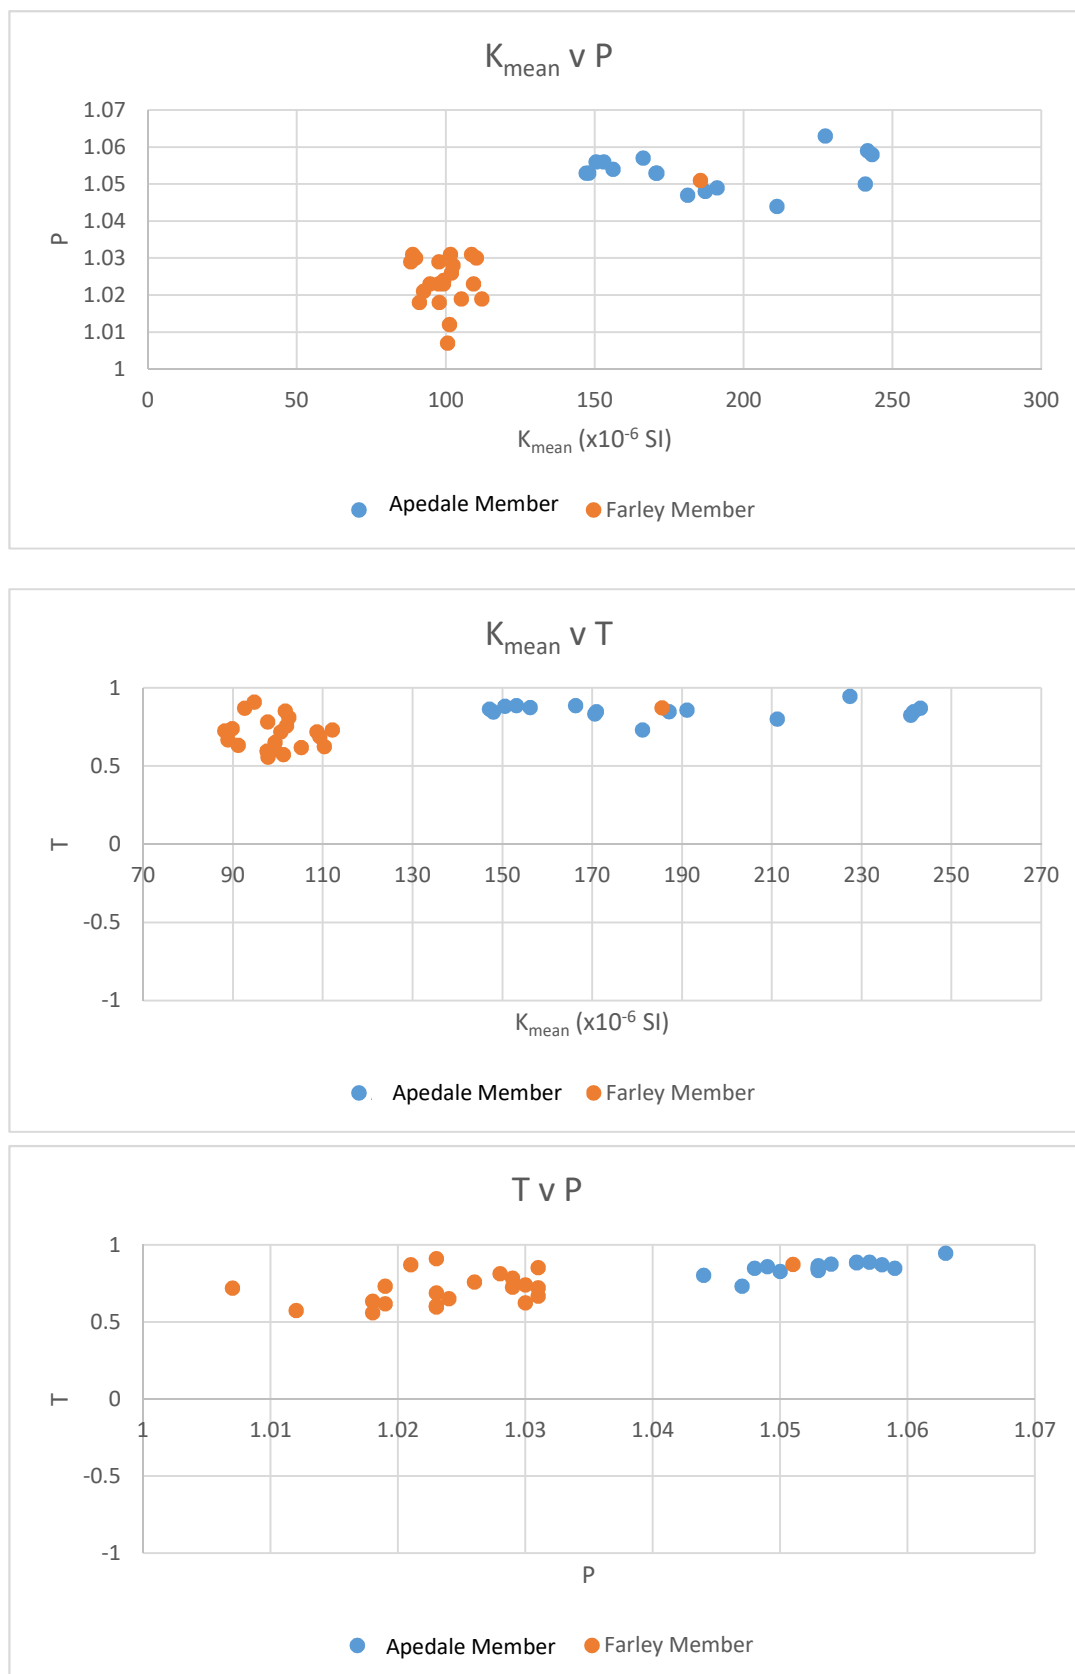 K_mean v P
1.07
1.06
1.05
1.04
1.03
1.02
1.01
1
P
0 50 100 150 200 250 300
K_mean (x10^-6 SI)
Apedale Member Farley Member
K_mean v T
1
0.5
0
-0.5
-1
T
70 90 110 130 150 170 190 210 230 250 270
K_mean (x10^-6 SI)
Apedale Member Farley Member
T v P
1
0.5
0
-0.5
-1
T
1 1.01 1.02 1.03 1.04 1.05 1.06 1.07
P
Apedale Member Farley Member